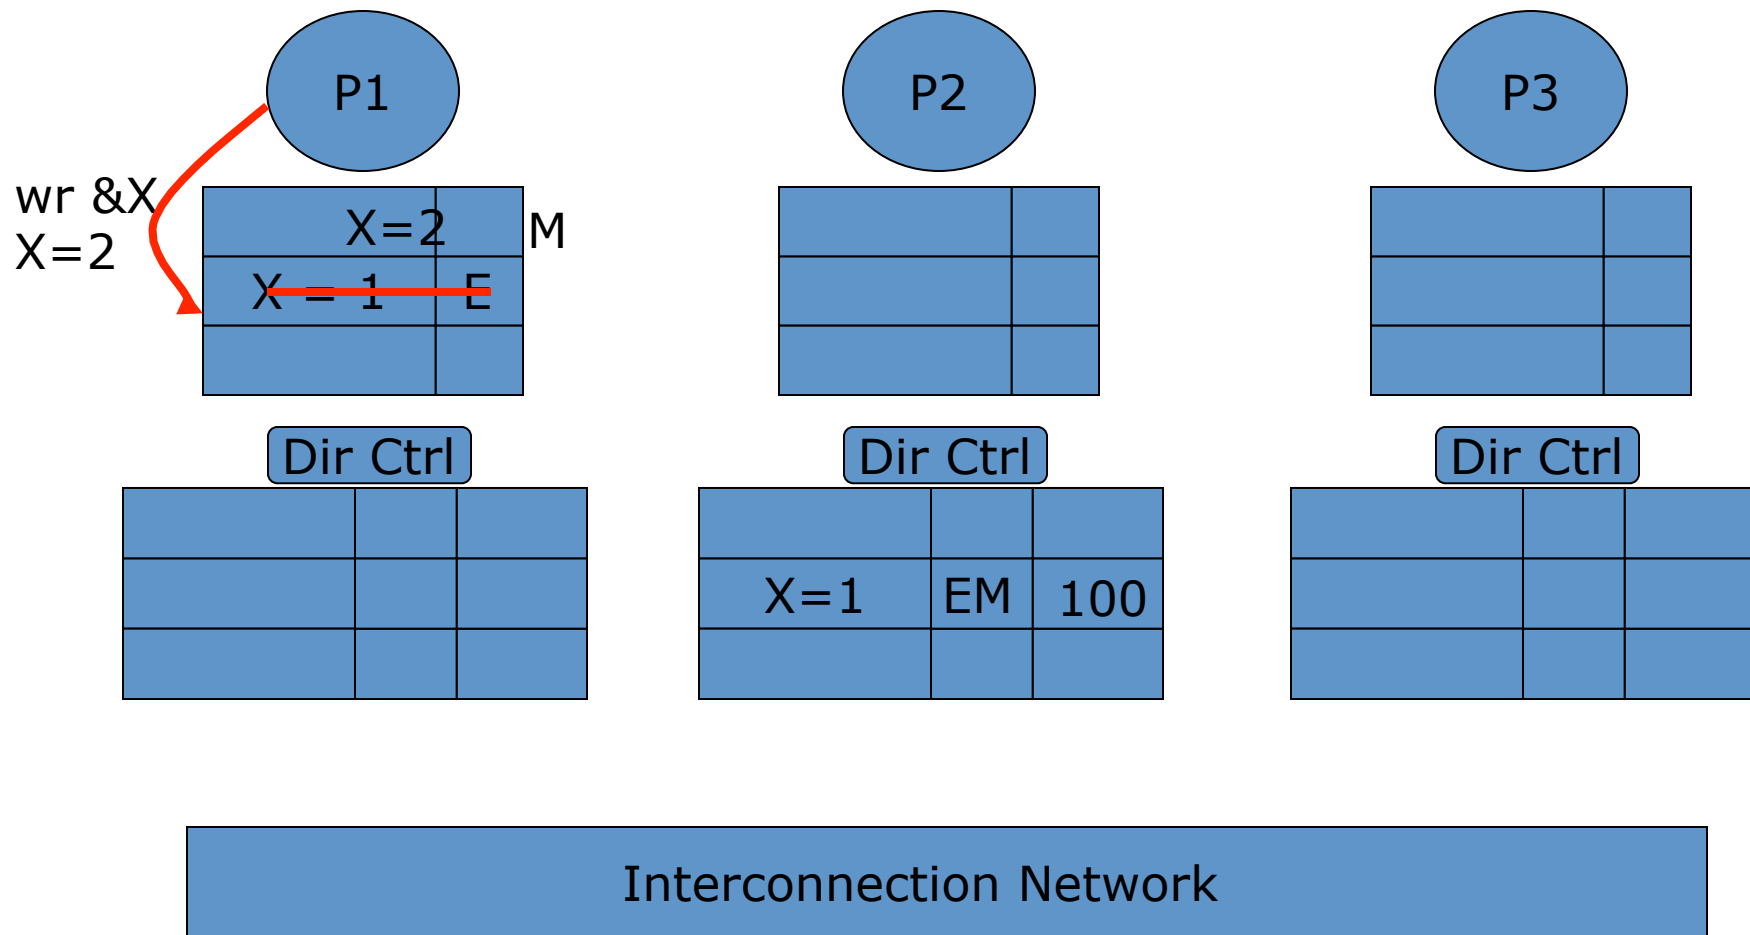 P1
P2
P3
wr &X
X=2
X=2
M
X = 1
E
Dir Ctrl
Dir Ctrl
Dir Ctrl
X=1
EM
100
Interconnection Network